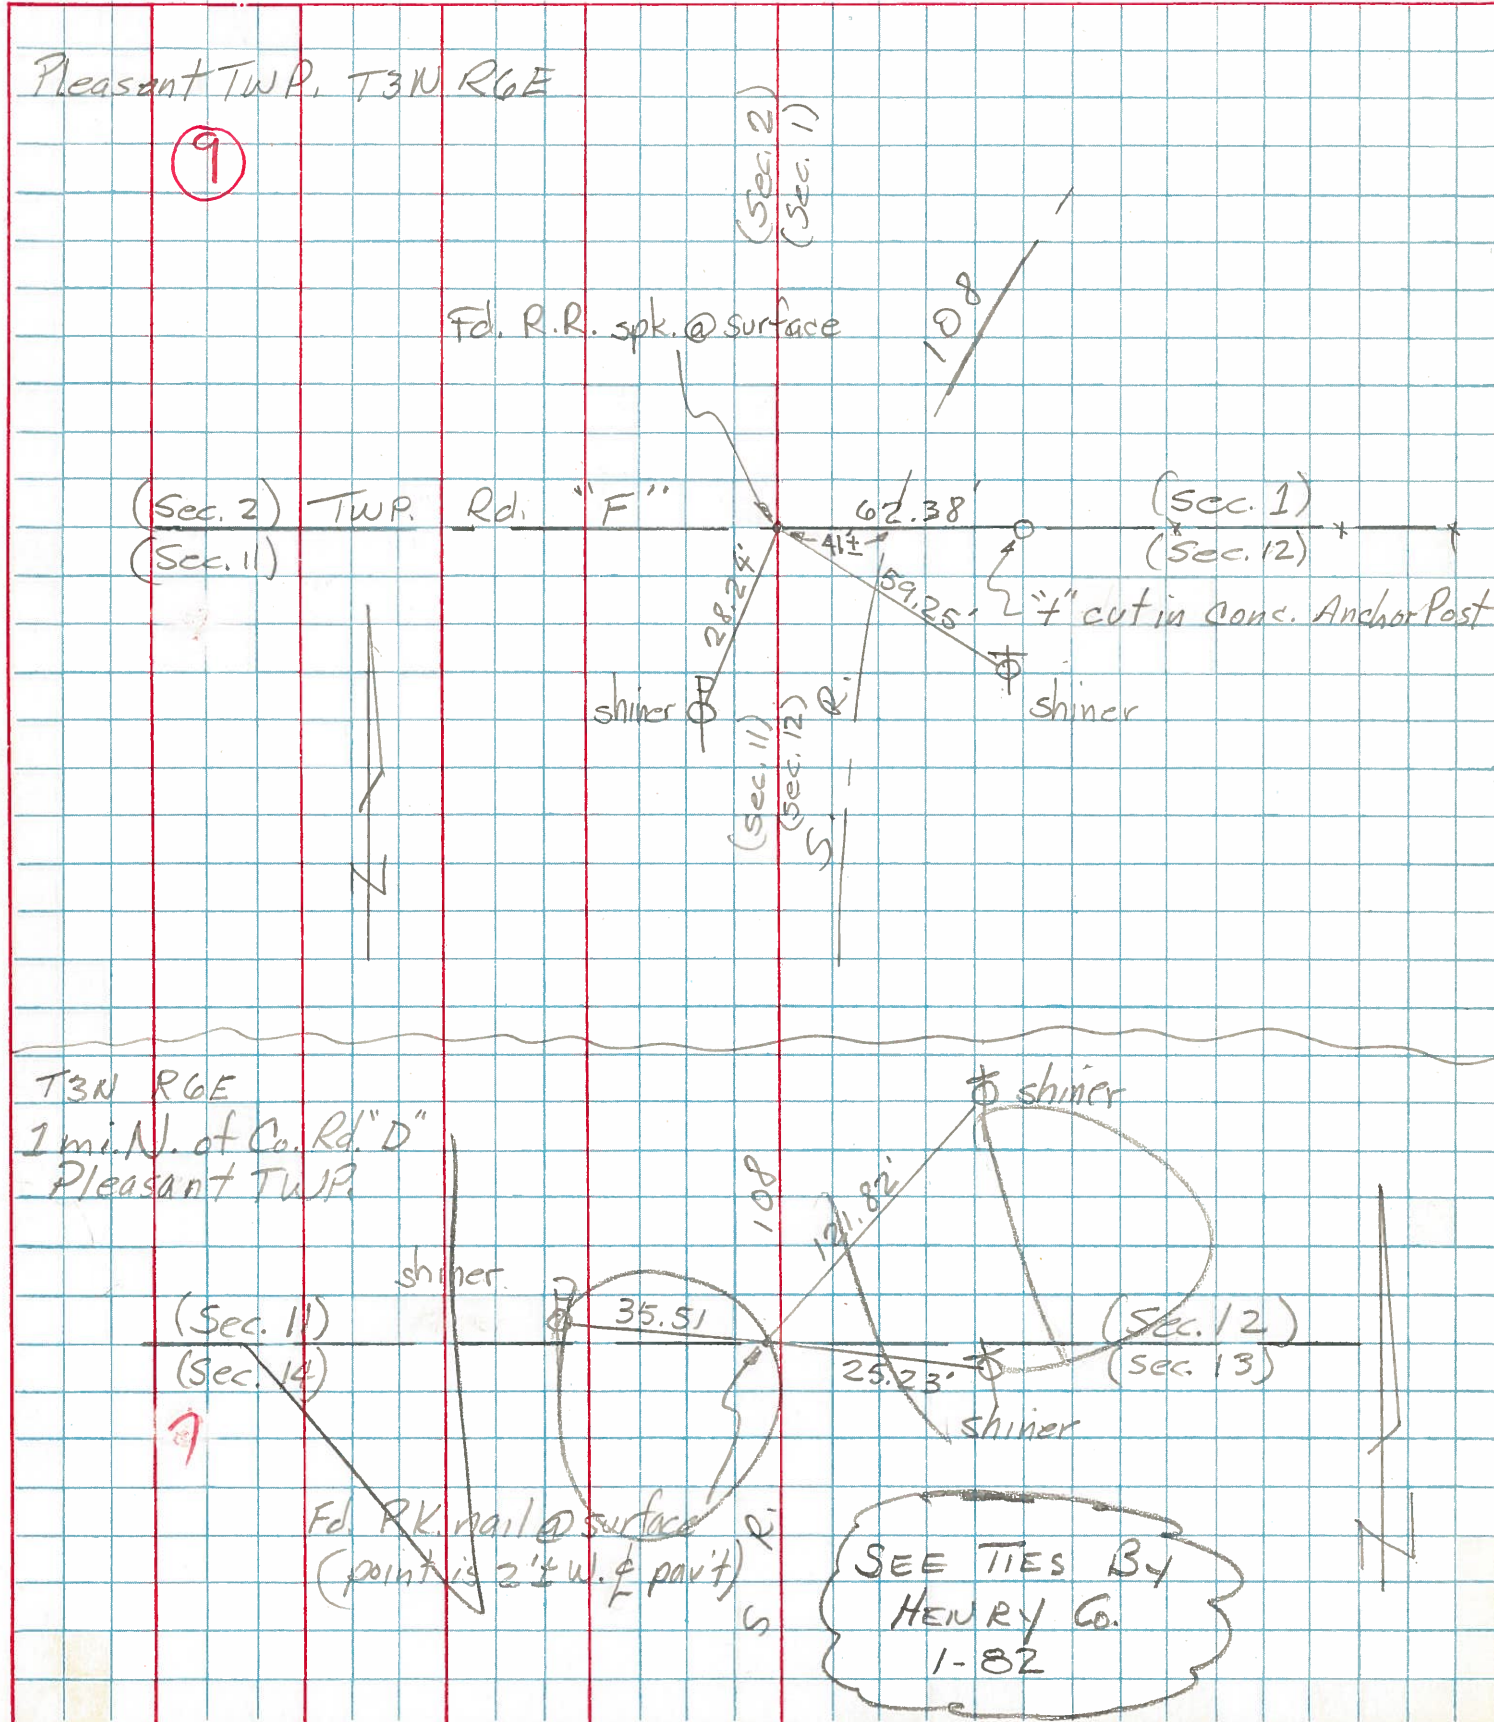 Pleasant TWP. T3N R6E
9
(Sec. 2)
(Sec. 1)
108
Fd. R.R. spk. @ surface
(Sec. 2) TWP. Rd. "F"
(Sec. 11)
62.38'
41'±
(Sec. 1)
(Sec. 12)
28.24'
59.25'
"+" cut in conc. Anchor Post
shiner
shiner
(Sec. 11)
(Sec. 12)
S. R.
N
T3N R6E
1 mi. N. of Co. Rd. "D"
Pleasant TWP.
shiner
108
121.82'
shiner
35.51
(Sec. 11)
(Sec. 14)
(Sec. 12)
(Sec. 13)
25.23'
shiner
7
Fd. P.K. nail @ surface
(point is 2'± W. ℄ pav't)
S R.
N
SEE TIES BY
HENRY Co.
1-82